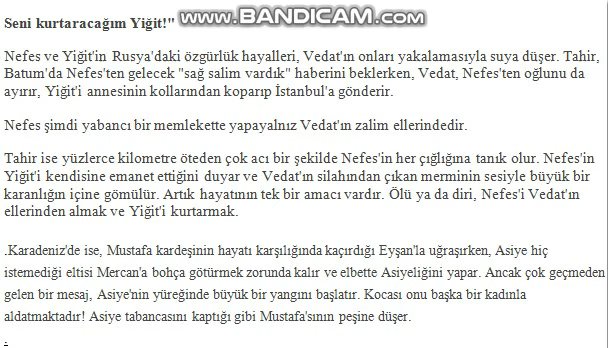 www.BANDICAM.com
Seni kurtaracağım Yiğit!"
Nefes ve Yiğit'in Rusya'daki özgürlük hayalleri, Vedat'ın onları yakalamasıyla suya düşer. Tahir,
Batum'da Nefes'ten gelecek "sağ salim vardık" haberini beklerken, Vedat, Nefes'ten oğlunu da
ayırır, Yiğit'i annesinin kollarından koparıp İstanbul'a gönderir.
Nefes şimdi yabancı bir memlekette yapayalnız Vedat'ın zalim ellerindedir.
Tahir ise yüzlerce kilometre öteden çok acı bir şekilde Nefes'in her çığlığına tanık olur. Nefes'in
Yiğit'i kendisine emanet ettiğini duyar ve Vedat'ın silahından çıkan merminin sesiyle büyük bir
karanlığın içine gömülür. Artık hayatının tek bir amacı vardır. Ölü ya da diri, Nefes'i Vedat'ın
ellerinden almak ve Yiğit'i kurtarmak.
.Karadeniz'de ise, Mustafa kardeşinin hayatı karşılığında kaçırdığı Eyşan'la uğraşırken, Asiye hiç
istemediği eltisi Mercan'a bohça götürmek zorunda kalır ve elbette Asiyeliğini yapar. Ancak çok geçmeden
gelen bir mesaj, Asiye'nin yüreğinde büyük bir yangını başlatır. Kocası onu başka bir kadınla
aldatmaktadır! Asiye tabancasını kaptığı gibi Mustafa'sının peşine düşer.
.